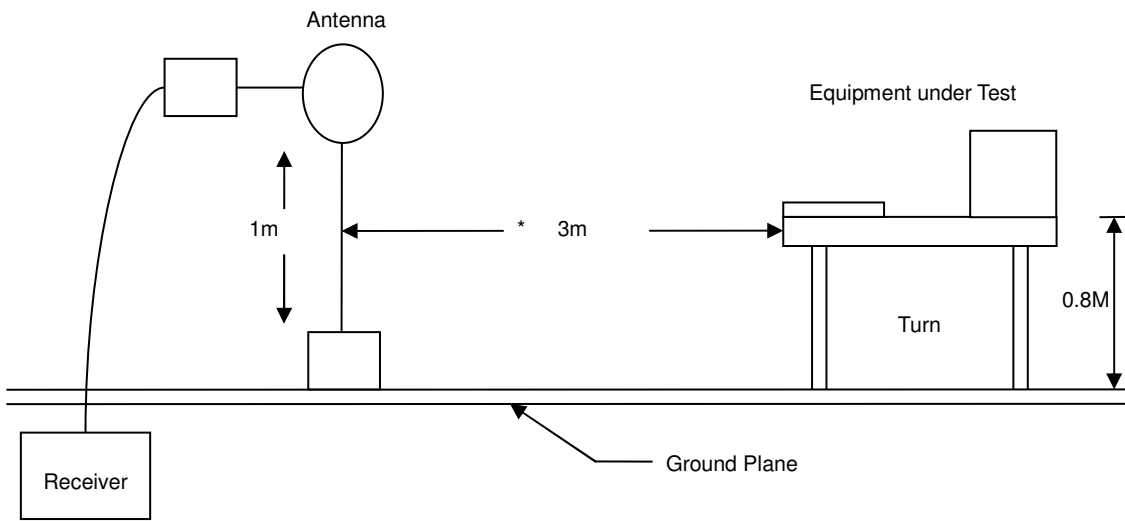 Antenna
Equipment under Test
1m
* 3m
0.8M
Turn
Ground Plane
Receiver